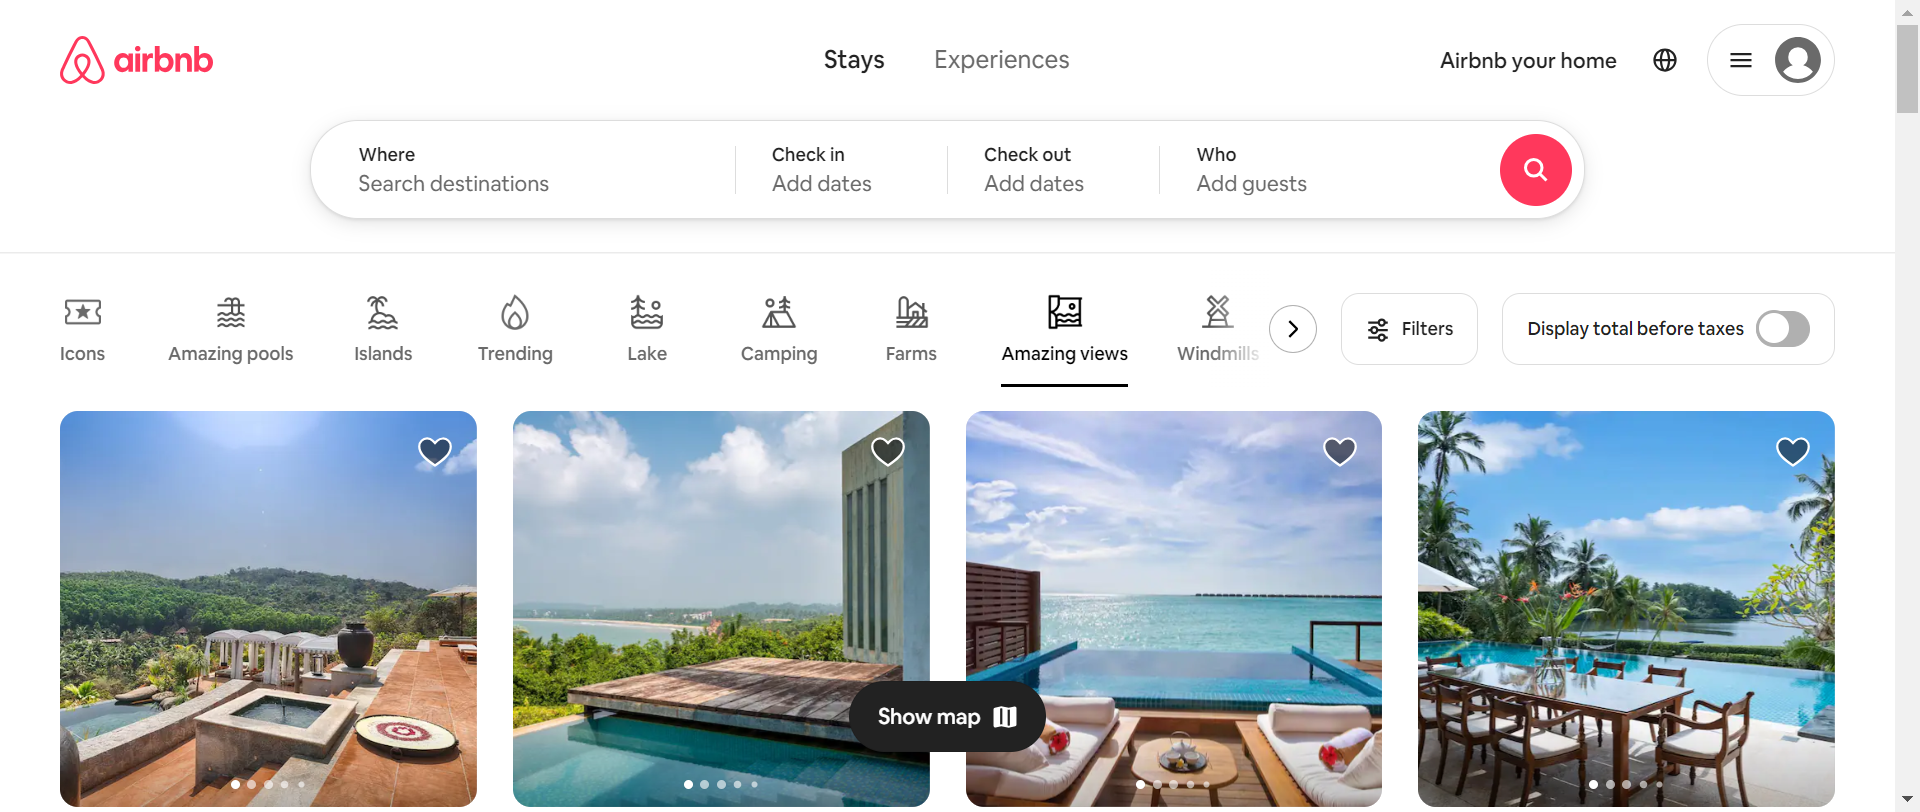 airbnb
Stays
Experiences
Airbnb your home
Where
Search destinations
Check in
Add dates
Check out
Add dates
Who
Add guests
Icons
Amazing pools
Islands
Trending
Lake
Camping
Farms
Amazing views
Windmills
Filters
Display total before taxes
Show map